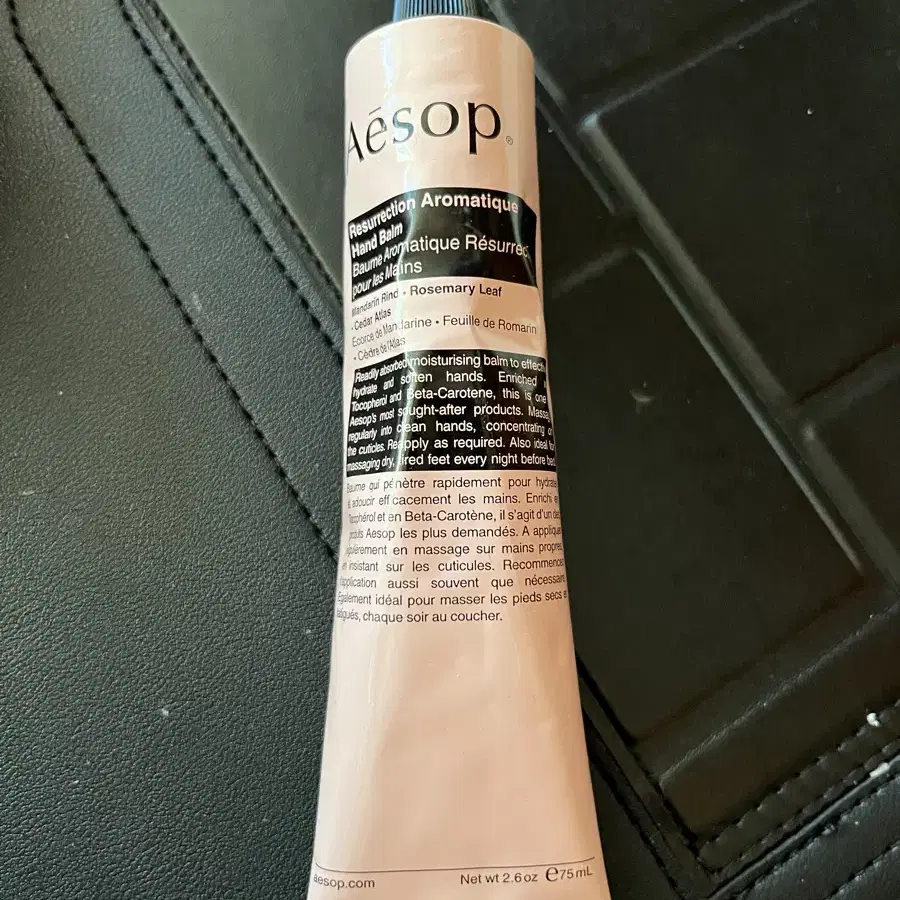 Aēsop®
Resurrection Aromatique
Hand Balm
Baume Aromatique Résurrec
pour les Mains
Mandarin Rind • Rosemary Leaf
• Cedar Atlas
Ecorce de Mandarine • Feuille de Romarin
• Cèdre de l'Atlas
Readily absorbed moisturising balm to effecti
hydrate and soften hands. Enriched
Tocopherol and Beta-Carotene, this is one
Aesop's most sought-after products. Massa
regularly into clean hands, concentrating o
the cuticles. Reapply as required. Also ideal for
massaging dry, tired feet every night before bed.
Baume qui pénètre rapidement pour hydrate
& adoucir efficacement les mains. Enrichi e
Tocophérol et en Beta-Carotène, il s'agit d'un des
produits Aesop les plus demandés. A applique
régulièrement en massage sur mains propres,
en insistant sur les cuticules. Recommencez
l'application aussi souvent que nécessaire.
Egalement idéal pour masser les pieds secs e
fatigués, chaque soir au coucher.
aesop.com
Net wt 2.6 oz ℮75 mL